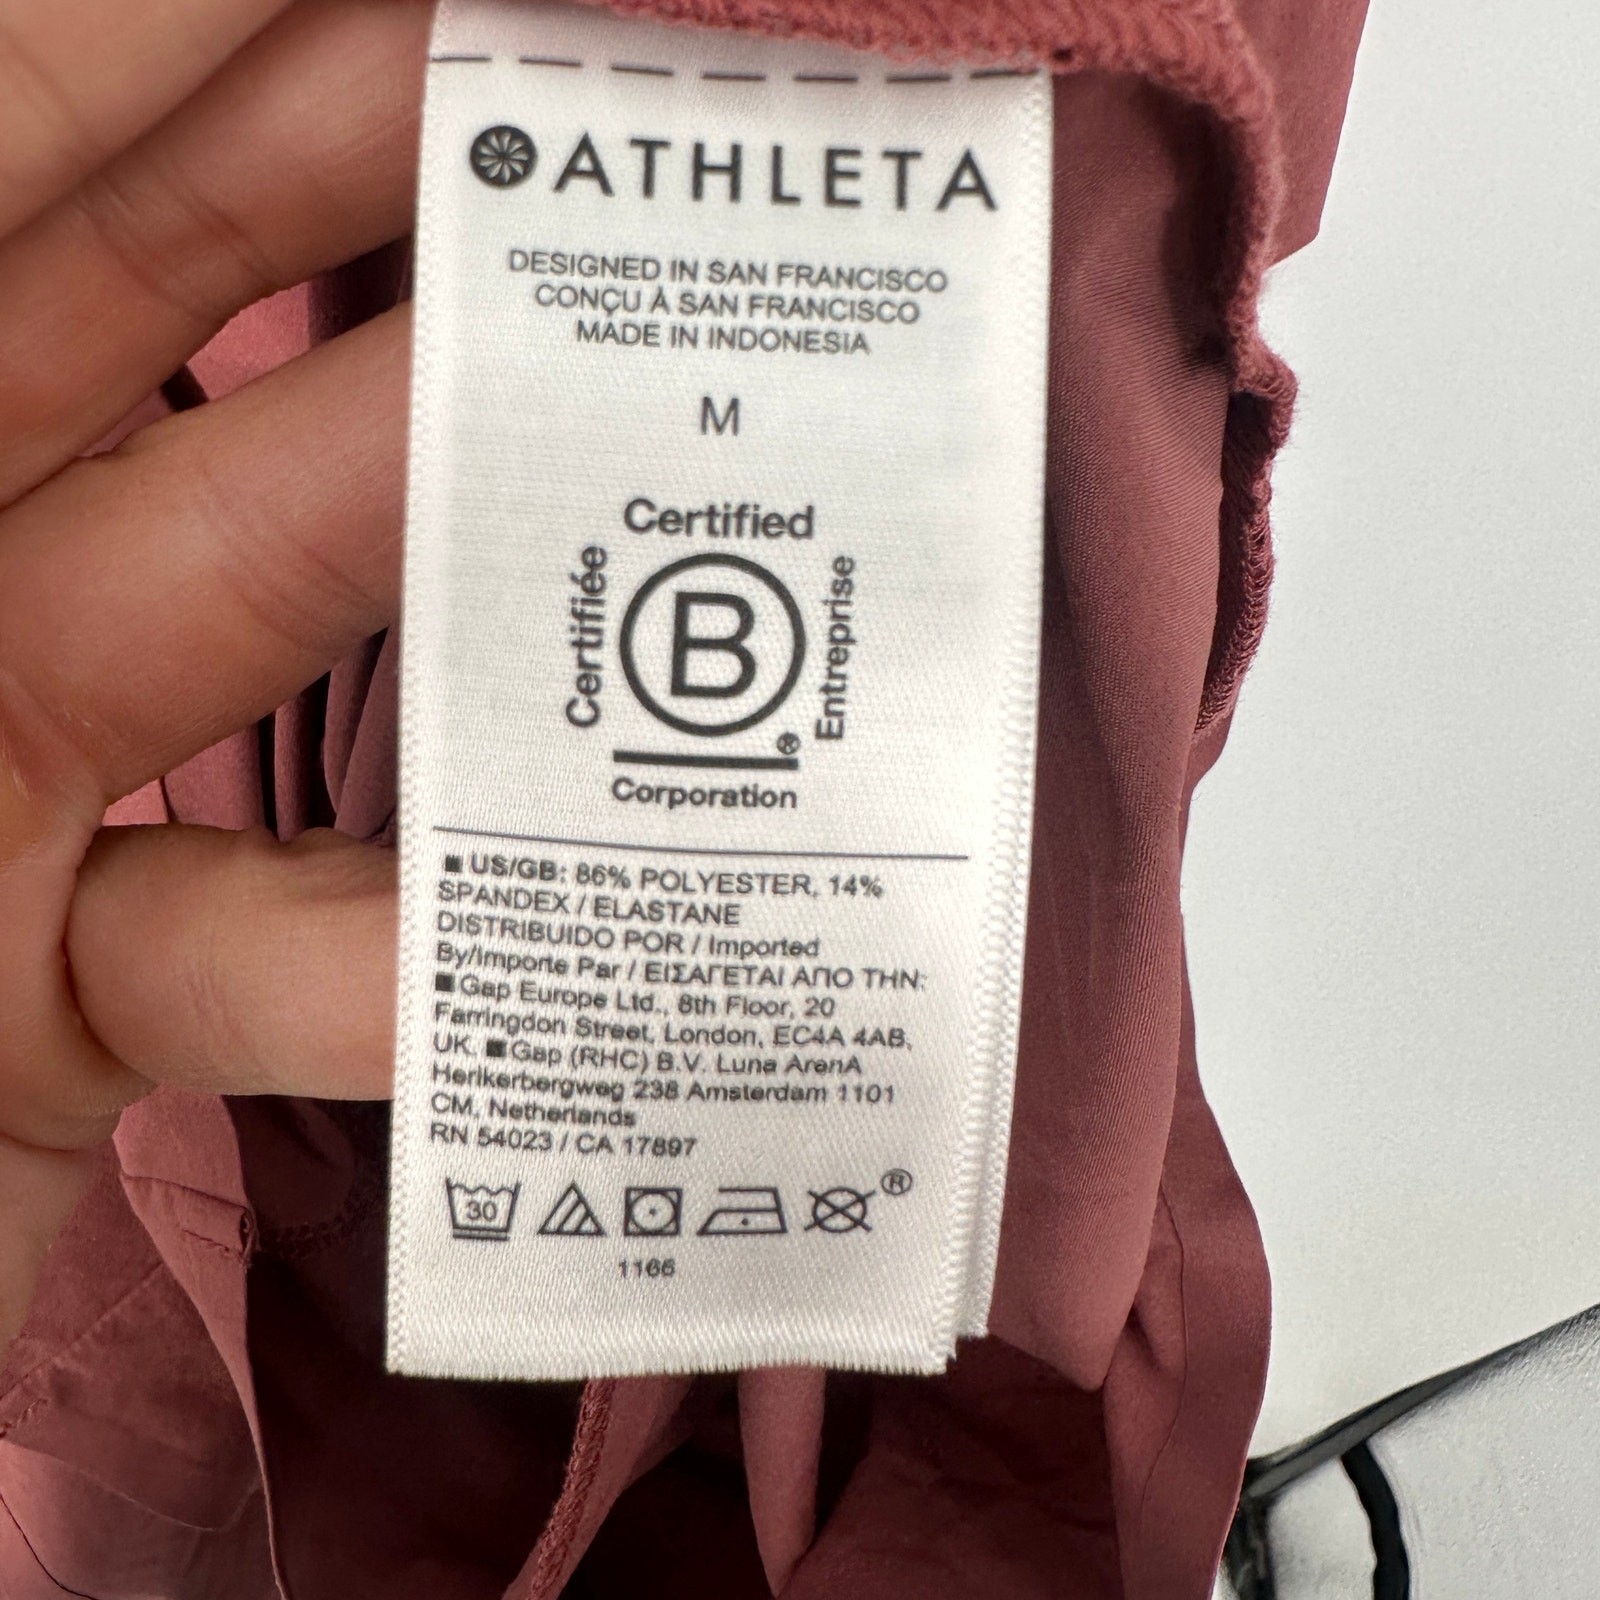 ATHLETA
DESIGNED IN SAN FRANCISCO
CONÇU À SAN FRANCISCO
MADE IN INDONESIA
M
Certified
Certifiée
B
Entreprise
®
Corporation
■ US/GB: 86% POLYESTER, 14%
SPANDEX / ELASTANE
DISTRIBUIDO POR / Imported
By/Importe Par / ΕΙΣΑΓΕΤΑΙ ΑΠΟ ΤΗΝ:
■ Gap Europe Ltd., 8th Floor, 20
Farringdon Street, London, EC4A 4AB,
UK. ■ Gap (RHC) B.V. Luna ArenA
Herikerbergweg 238 Amsterdam 1101
CM, Netherlands
RN 54023 / CA 17897
30
®
1166